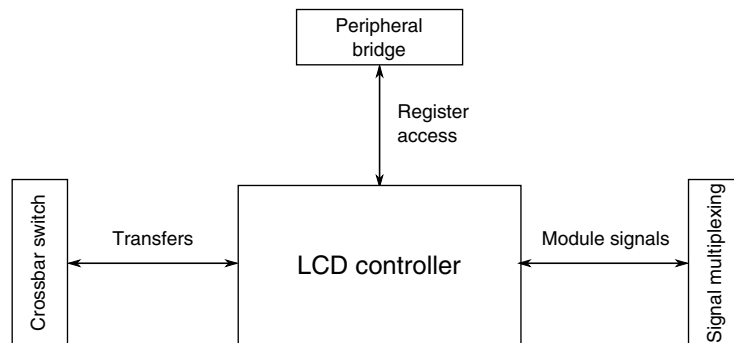 Peripheral
bridge
Register
access
Crossbar switch
Transfers
LCD controller
Module signals
Signal multiplexing